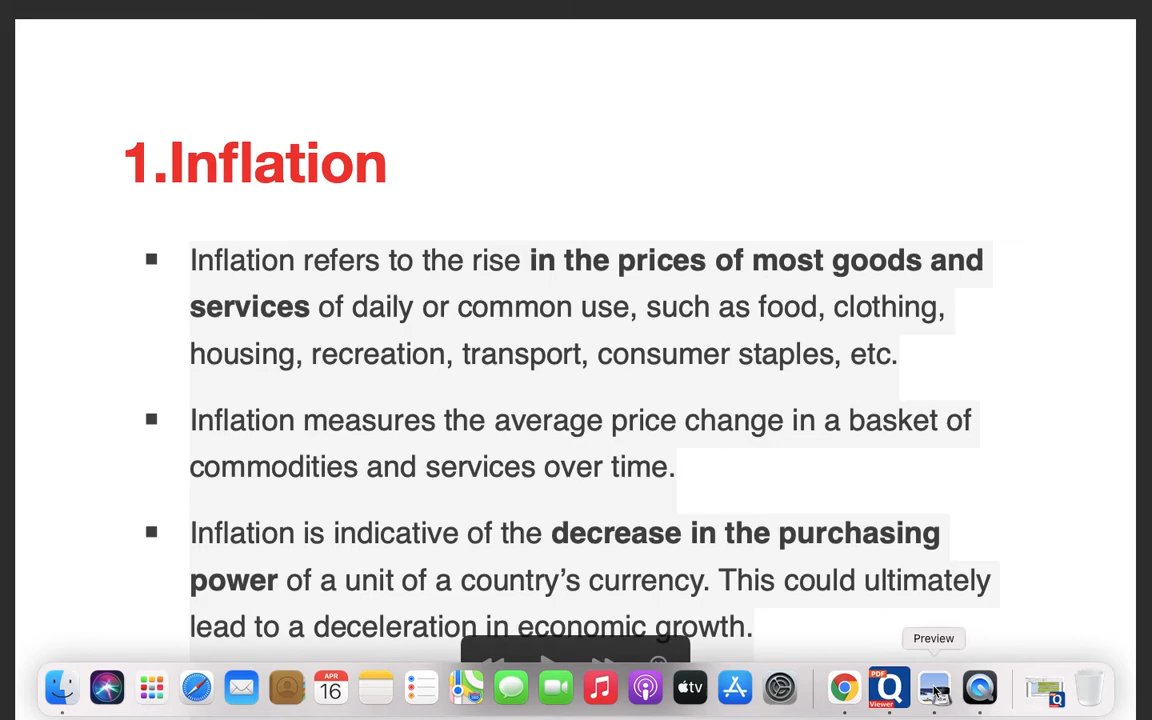 1.Inflation
▪ Inflation refers to the rise in the prices of most goods and
services of daily or common use, such as food, clothing,
housing, recreation, transport, consumer staples, etc.
▪ Inflation measures the average price change in a basket of
commodities and services over time.
▪ Inflation is indicative of the decrease in the purchasing
power of a unit of a country’s currency. This could ultimately
lead to a deceleration in economic growth.
Preview
APR
16
tv
PDF
Q
Viewer